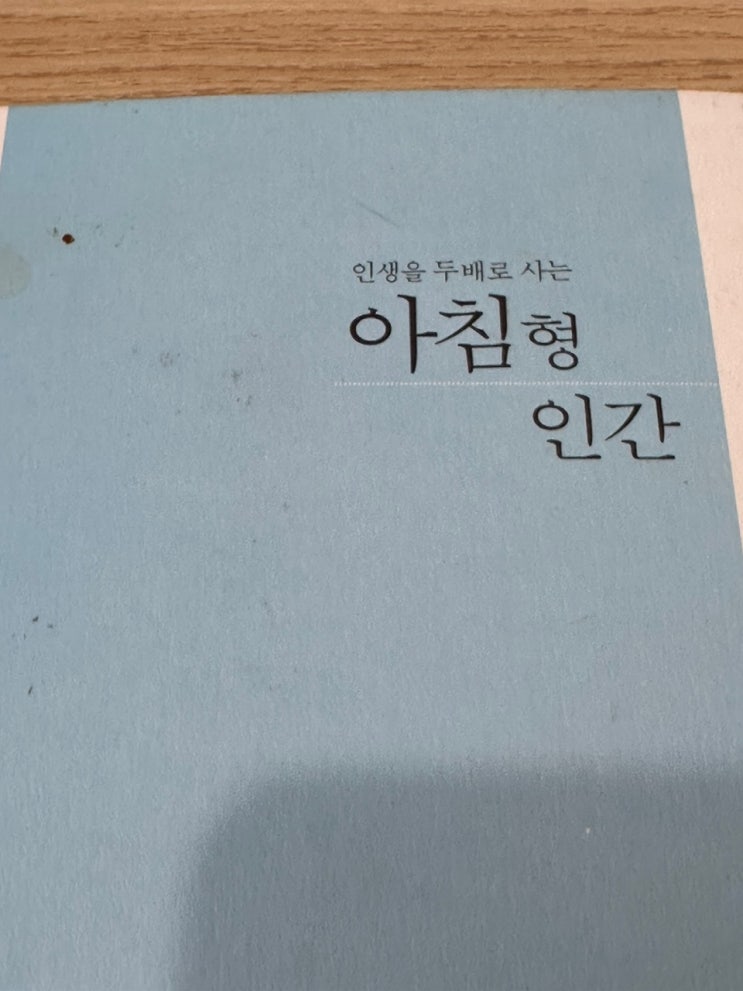 인생을 두배로 사는
아침형
인간